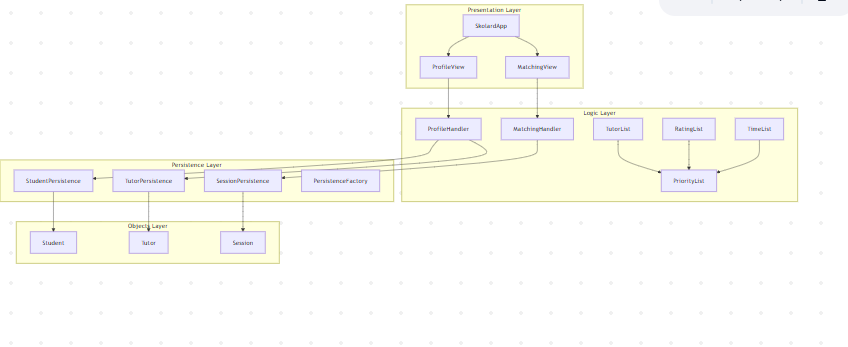 Presentation Layer
SkolardApp
ProfileView
MatchingView
Logic Layer
ProfileHandler
MatchingHandler
TutorList
RatingList
TimeList
PriorityList
Persistence Layer
StudentPersistence
TutorPersistence
SessionPersistence
PersistenceFactory
Objects Layer
Student
Tutor
Session